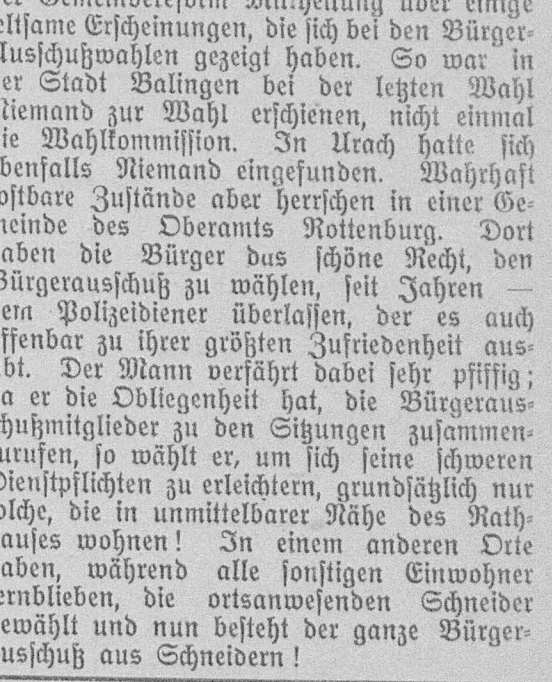 er Gemeindereform Mittheilung über einige
eltsame Erscheinungen, die ſich bei den Bürger-
Ausſchußwahlen gezeigt haben. So war in
er Stadt Balingen bei der letzten Wahl
Niemand zur Wahl erſchienen, nicht einmal
ie Wahlkommiſſion. In Urach hatte ſich
benfalls Niemand eingefunden. Wahrhaft
oſtbare Zuſtände aber herrſchen in einer Ge-
meinde des Oberamts Rottenburg. Dort
aben die Bürger das ſchöne Recht, den
Bürgerausſchuß zu wählen, ſeit Jahren —
em Polizeidiener überlaſſen, der es auch
ffenbar zu ihrer größten Zufriedenheit aus-
bt. Der Mann verfährt dabei ſehr pfiffig;
a er die Obliegenheit hat, die Bürgeraus-
chußmitglieder zu den Sitzungen zuſammen-
urufen, ſo wählt er, um ſich ſeine ſchweren
Dienſtpflichten zu erleichtern, grundſätzlich nur
olche, die in unmittelbarer Nähe des Rath-
auſes wohnen! In einem anderen Orte
aben, während alle ſonſtigen Einwohner
ernblieben, die ortsanweſenden Schneider
ewählt und nun beſteht der ganze Bürger-
usſchuß aus Schneidern!